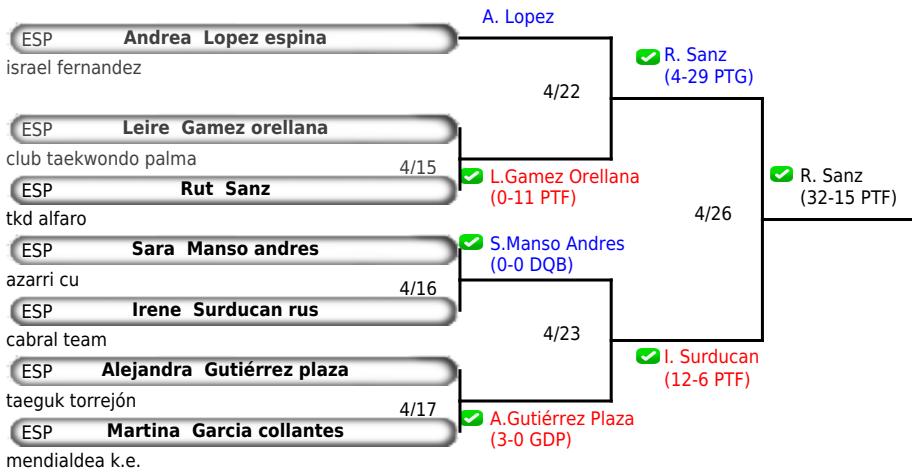 A. Lopez
ESP Andrea Lopez espina
israel fernandez
R. Sanz
(4-29 PTG)
4/22
ESP Leire Gamez orellana
club taekwondo palma
4/15
L.Gamez Orellana
(0-11 PTF)
R. Sanz
(32-15 PTF)
ESP Rut Sanz
tkd alfaro
4/26
ESP Sara Manso andres
S.Manso Andres
(0-0 DQB)
azarri cu
4/16
ESP Irene Surducan rus
cabral team
4/23
I. Surducan
(12-6 PTF)
ESP Alejandra Gutiérrez plaza
taeguk torrejón
4/17
A.Gutiérrez Plaza
(3-0 GDP)
ESP Martina Garcia collantes
mendialdea k.e.